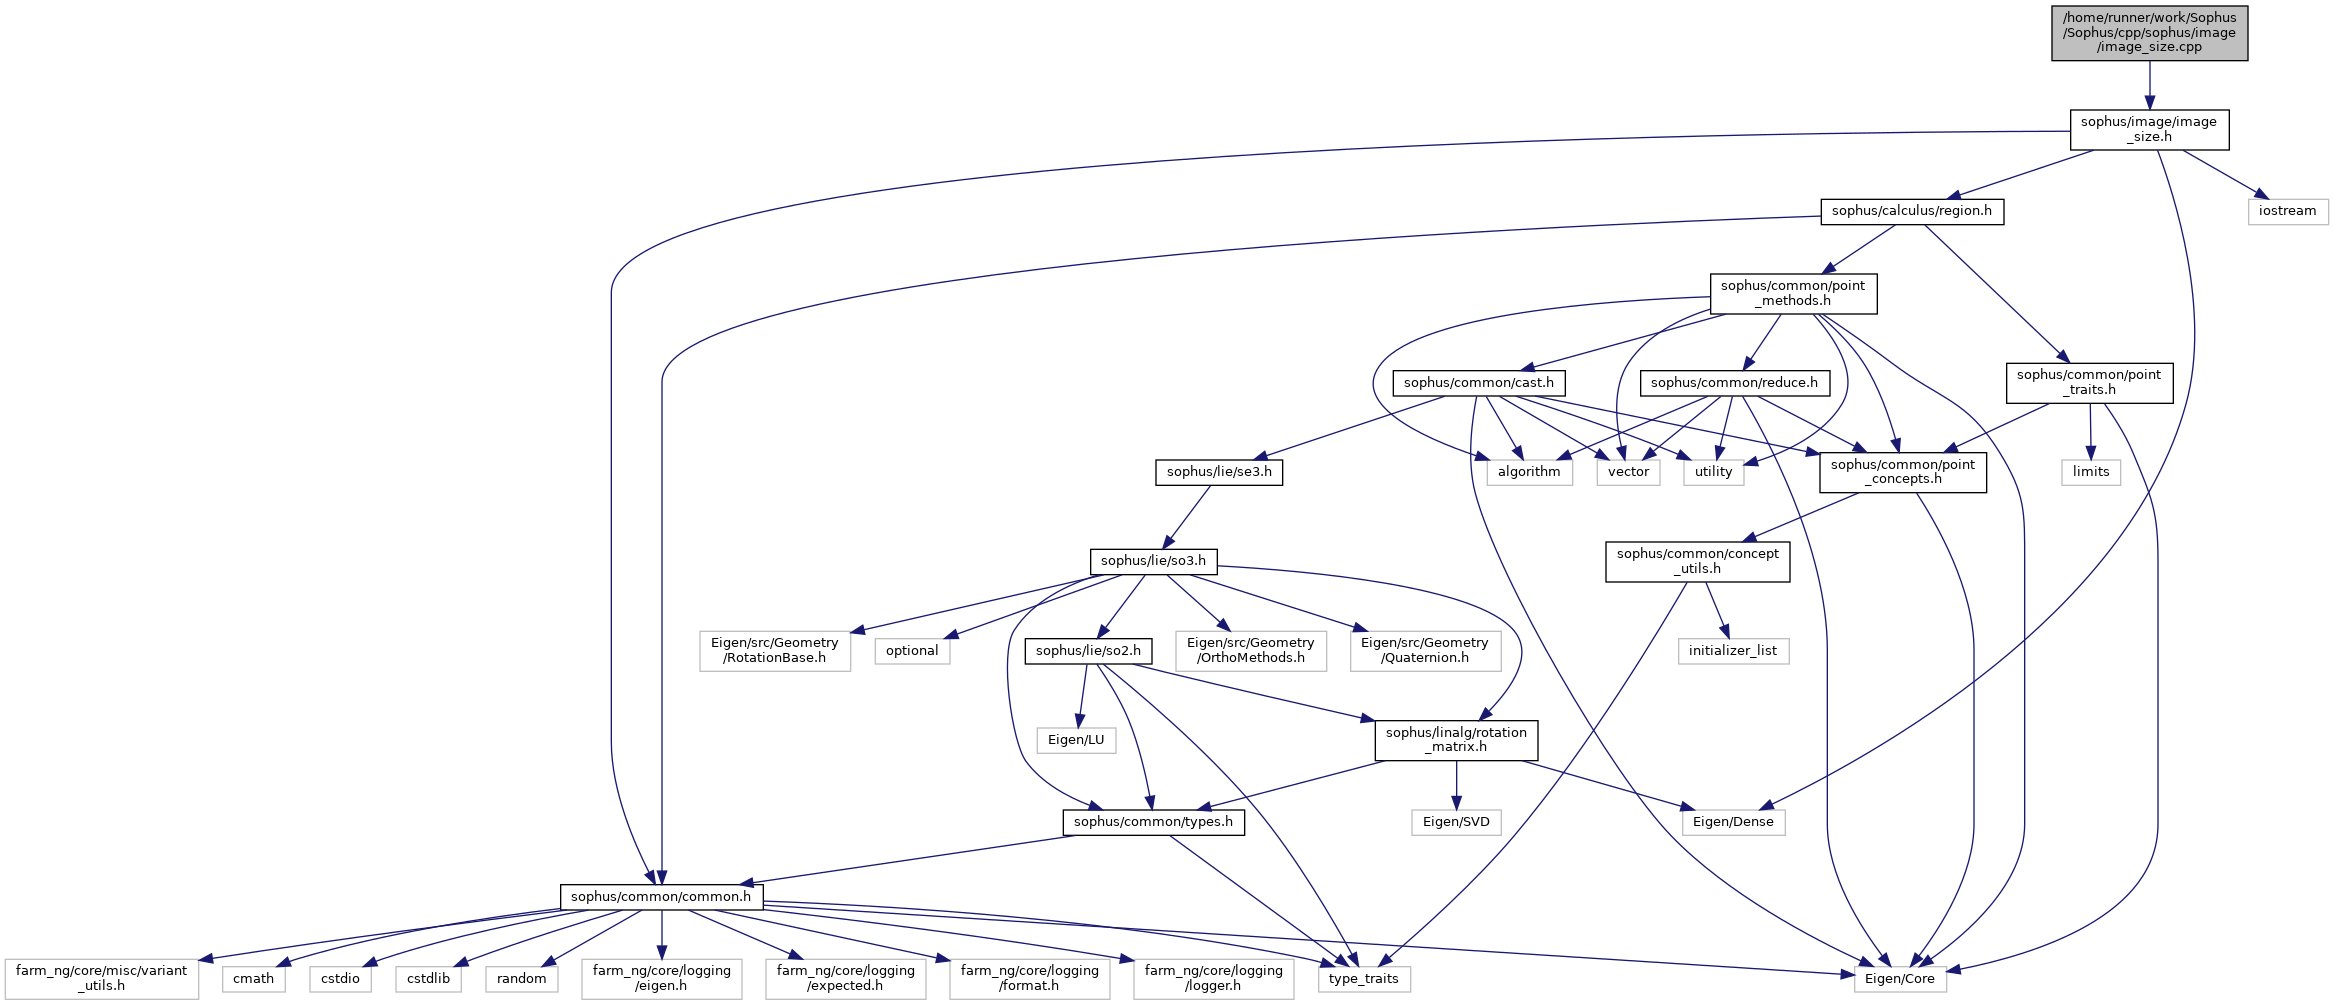 /home/runner/work/Sophus
/Sophus/cpp/sophus/image
/image_size.cpp
sophus/image/image
_size.h
sophus/calculus/region.h
iostream
sophus/common/point
_methods.h
sophus/common/cast.h
sophus/common/reduce.h
sophus/common/point
_traits.h
sophus/lie/se3.h
algorithm
vector
utility
sophus/common/point
_concepts.h
limits
sophus/lie/so3.h
sophus/common/concept
_utils.h
Eigen/src/Geometry
/RotationBase.h
optional
sophus/lie/so2.h
Eigen/src/Geometry
/OrthoMethods.h
Eigen/src/Geometry
/Quaternion.h
initializer_list
Eigen/LU
sophus/linalg/rotation
_matrix.h
sophus/common/types.h
Eigen/SVD
Eigen/Dense
sophus/common/common.h
farm_ng/core/misc/variant
_utils.h
cmath
cstdio
cstdlib
random
farm_ng/core/logging
/eigen.h
farm_ng/core/logging
/expected.h
farm_ng/core/logging
/format.h
farm_ng/core/logging
/logger.h
type_traits
Eigen/Core